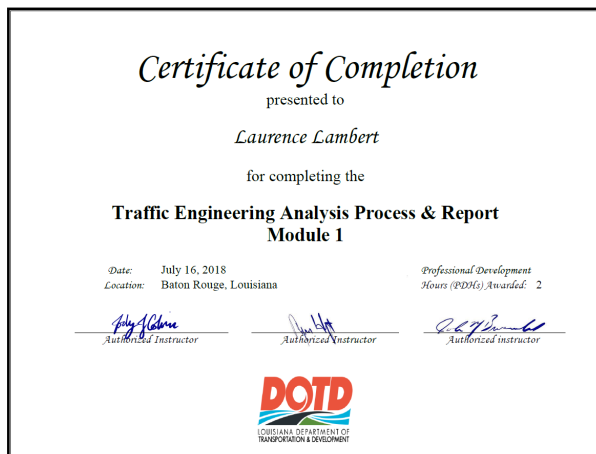 Certificate of Completion
presented to
Laurence Lambert
for completing the
Traffic Engineering Analysis Process & Report
Module 1
Date: July 16, 2018
Location: Baton Rouge, Louisiana
Professional Development
Hours (PDHs) Awarded: 2
Authorized Instructor
Authorized Instructor
Authorized instructor
DOTD
LOUISIANA DEPARTMENT OF
TRANSPORTATION & DEVELOPMENT